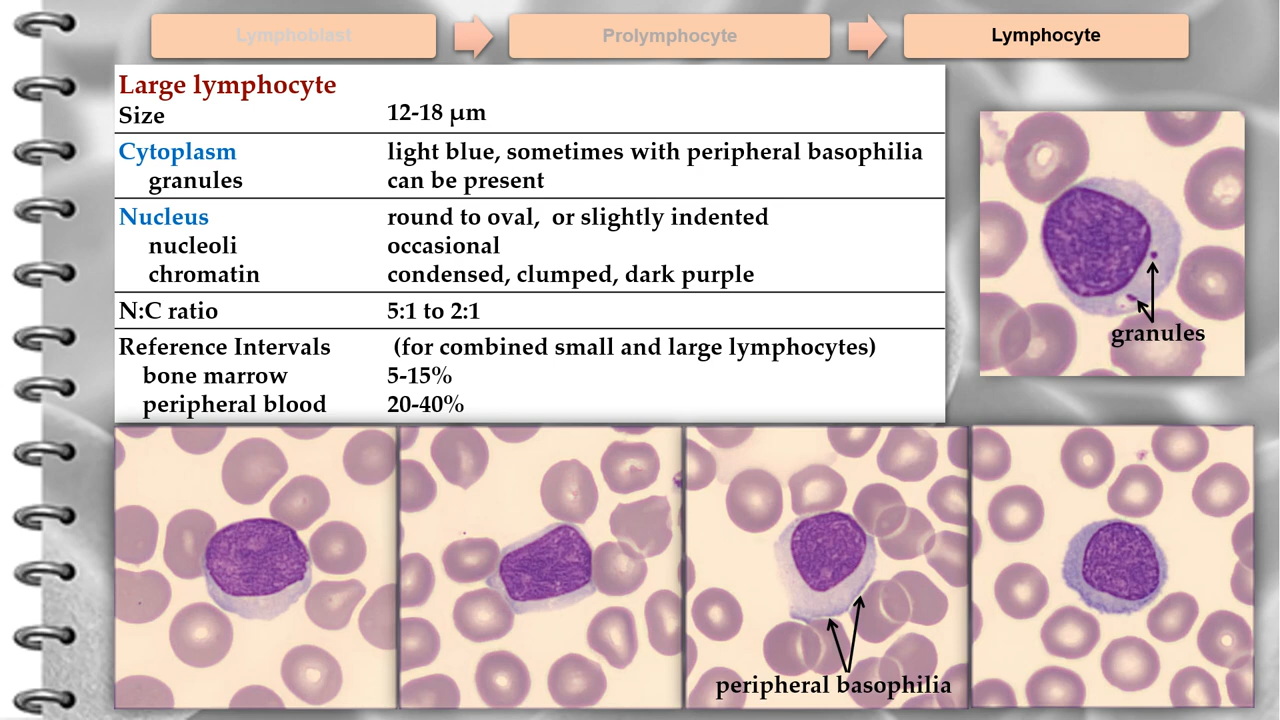 Lymphoblast
Prolymphocyte
Lymphocyte
Large lymphocyte
Size 12-18 μm
Cytoplasm light blue, sometimes with peripheral basophilia
granules can be present
Nucleus round to oval, or slightly indented
nucleoli occasional
chromatin condensed, clumped, dark purple
N:C ratio 5:1 to 2:1
Reference Intervals (for combined small and large lymphocytes)
bone marrow 5-15%
peripheral blood 20-40%
granules
peripheral basophilia